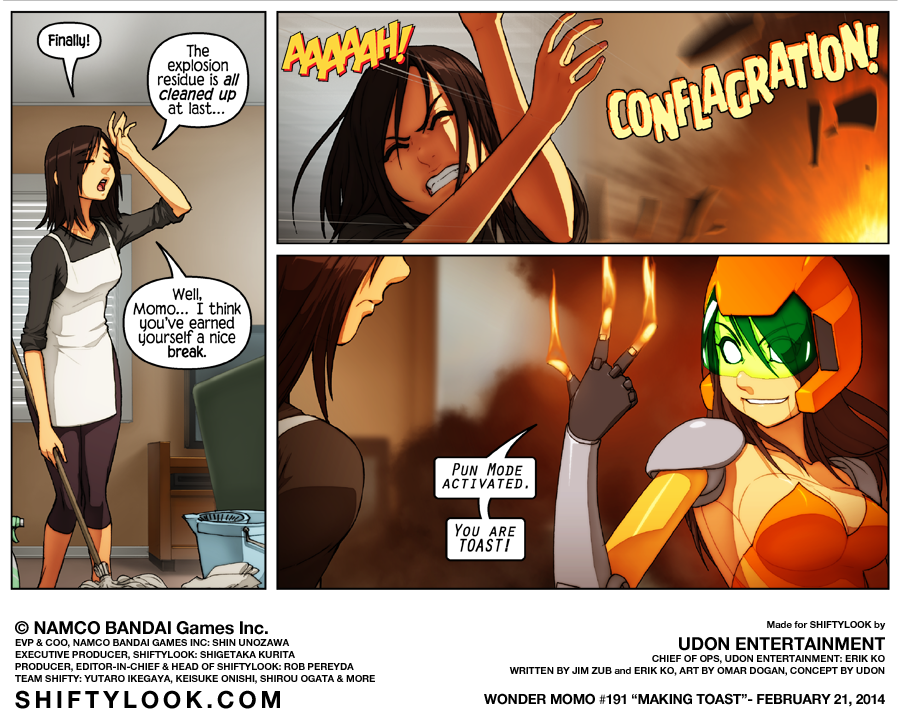 Finally!
The
explosion
residue is all
cleaned up
at last...
Well,
Momo... I think
you've earned
yourself a nice
break.
AAAAAH!
CONFLAGRATION!
PUN MODE
ACTIVATED.
YOU ARE
TOAST!
© NAMCO BANDAI Games Inc.
EVP & COO, NAMCO BANDAI GAMES INC: SHIN UNOZAWA
EXECUTIVE PRODUCER, SHIFTYLOOK: SHIGETAKA KURITA
PRODUCER, EDITOR-IN-CHIEF & HEAD OF SHIFTYLOOK: ROB PEREYDA
TEAM SHIFTY: YUTARO IKEGAYA, KEISUKE ONISHI, SHIROU OGATA & MORE
SHIFTYLOOK.COM
Made for SHIFTYLOOK by
UDON ENTERTAINMENT
CHIEF OF OPS, UDON ENTERTAINMENT: ERIK KO
WRITTEN BY JIM ZUB and ERIK KO, ART BY OMAR DOGAN, CONCEPT BY UDON
WONDER MOMO #191 “MAKING TOAST”- FEBRUARY 21, 2014